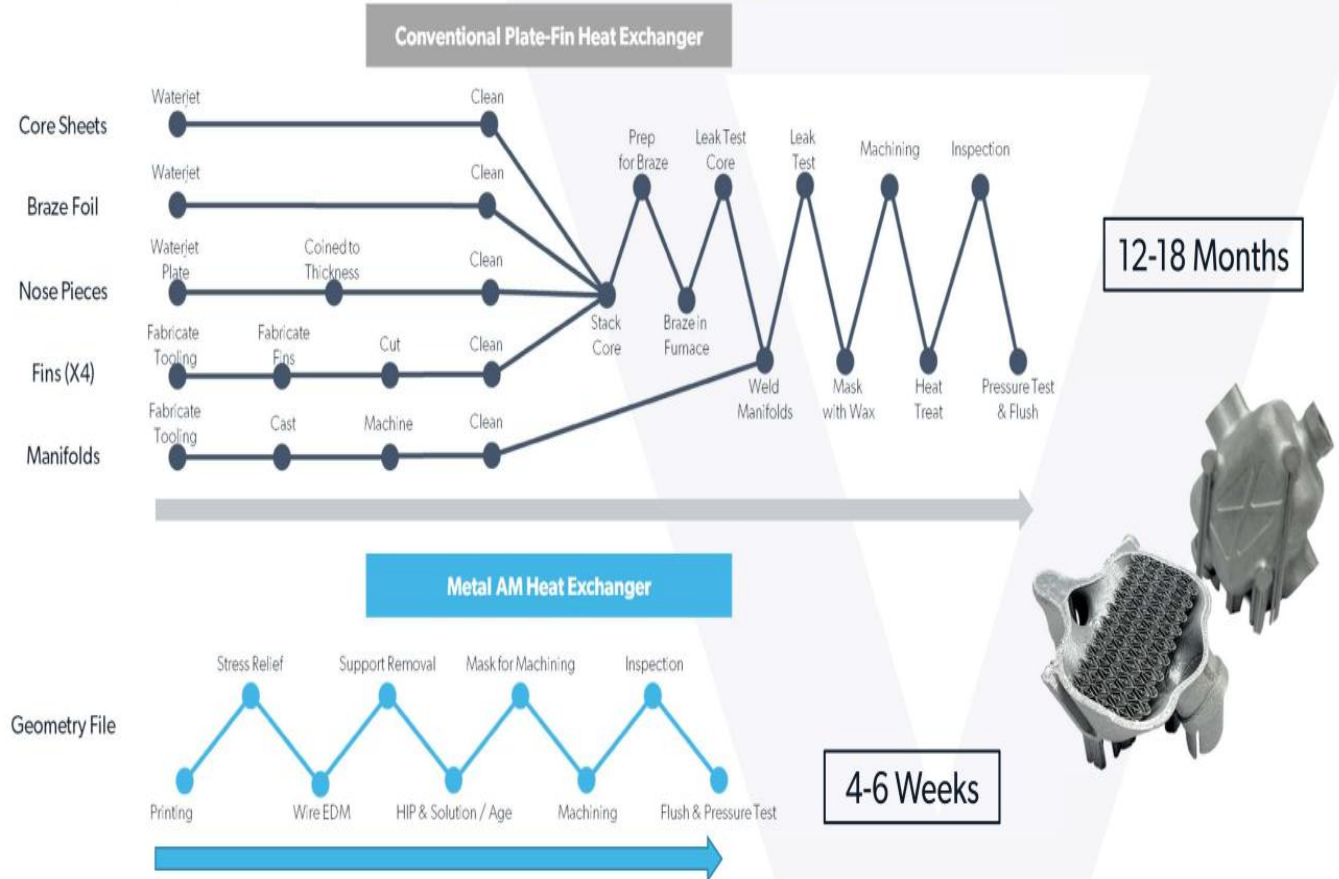 Conventional Plate-Fin Heat Exchanger
Core Sheets
Waterjet
Clean
Braze Foil
Waterjet
Clean
Nose Pieces
Waterjet
Plate
Coined to
Thickness
Clean
Fins (X4)
Fabricate
Tooling
Fabricate
Fins
Cut
Clean
Manifolds
Fabricate
Tooling
Cast
Machine
Clean
Stack
Core
Prep
for Braze
Braze in
Furnace
Leak Test
Core
Weld
Manifolds
Leak
Test
Mask
with Wax
Machining
Heat
Treat
Inspection
Pressure Test
& Flush
12-18 Months
Metal AM Heat Exchanger
Geometry File
Printing
Stress Relief
Wire EDM
Support Removal
HIP & Solution / Age
Mask for Machining
Machining
Inspection
Flush & Pressure Test
4-6 Weeks